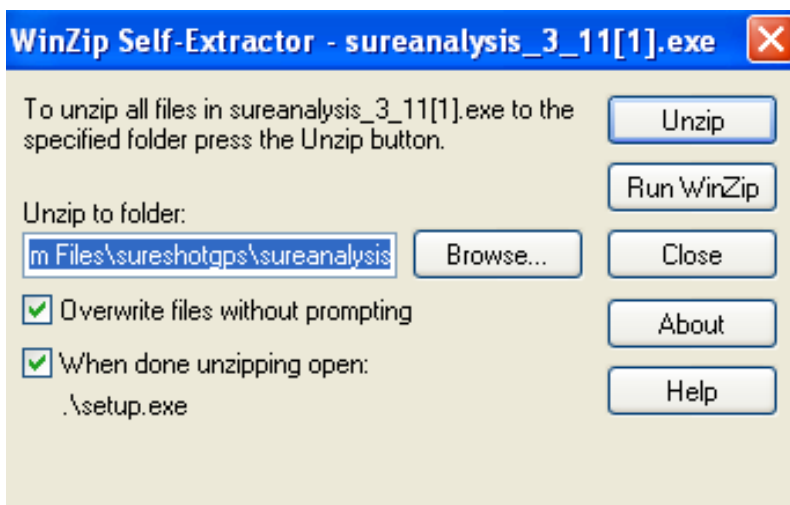 WinZip Self-Extractor - sureanalysis_3_11[1].exe
To unzip all files in sureanalysis_3_11[1].exe to the
specified folder press the Unzip button.
Unzip to folder:
m Files\sureshotgps\sureanalysis
Browse...
Overwrite files without prompting
When done unzipping open:
.\setup.exe
Unzip
Run WinZip
Close
About
Help